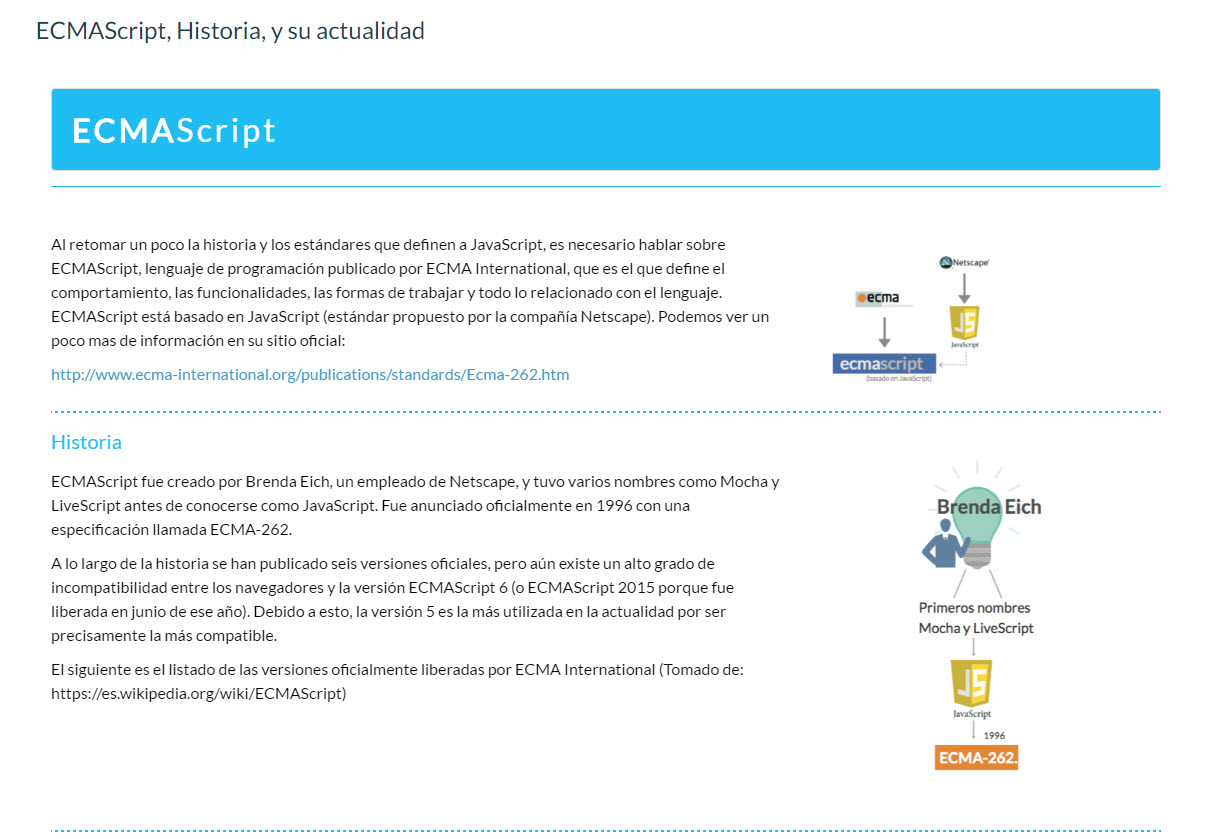 ECMAScript, Historia, y su actualidad
ECMAScript
Al retomar un poco la historia y los estándares que definen a JavaScript, es necesario hablar sobre
ECMAScript, lenguaje de programación publicado por ECMA International, que es el que define el
comportamiento, las funcionalidades, las formas de trabajar y todo lo relacionado con el lenguaje.
ECMAScript está basado en JavaScript (estándar propuesto por la compañía Netscape). Podemos ver un
poco mas de información en su sitio oficial:
http://www.ecma-international.org/publications/standards/Ecma-262.htm
Netscape
ecma
JS
JavaScript
ecmascript
(basado en JavaScript)
Historia
ECMAScript fue creado por Brenda Eich, un empleado de Netscape, y tuvo varios nombres como Mocha y
LiveScript antes de conocerse como JavaScript. Fue anunciado oficialmente en 1996 con una
especificación llamada ECMA-262.
A lo largo de la historia se han publicado seis versiones oficiales, pero aún existe un alto grado de
incompatibilidad entre los navegadores y la versión ECMAScript 6 (o ECMAScript 2015 porque fue
liberada en junio de ese año). Debido a esto, la versión 5 es la más utilizada en la actualidad por ser
precisamente la más compatible.
El siguiente es el listado de las versiones oficialmente liberadas por ECMA International (Tomado de:
https://es.wikipedia.org/wiki/ECMAScript)
Brenda Eich
Primeros nombres
Mocha y LiveScript
JS
JavaScript
1996
ECMA-262.